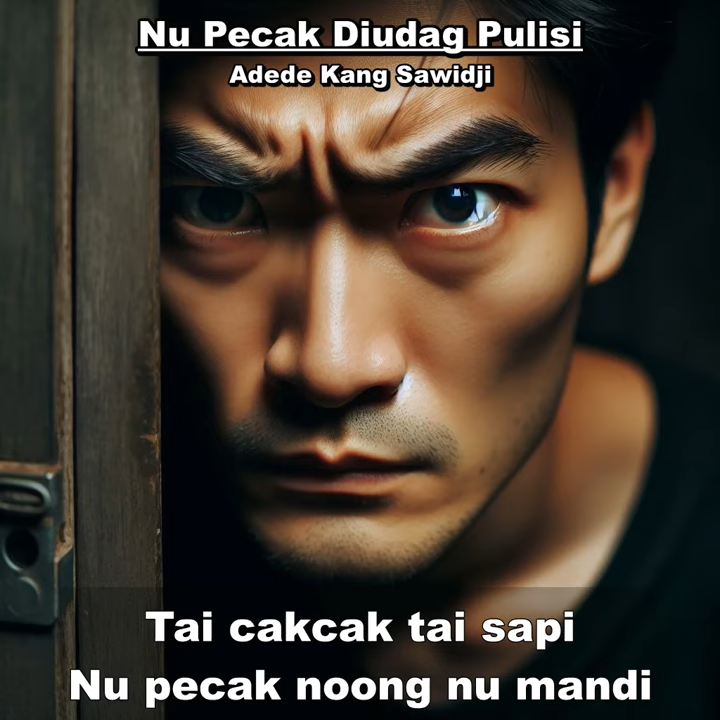 Nu Pecak Diudag Pulisi
Adede Kang Sawidji
Tai cakcak tai sapi
Nu pecak noong nu mandi